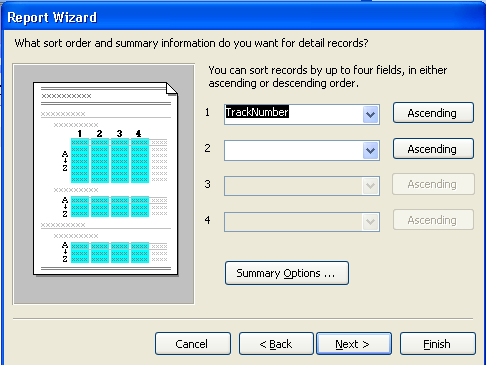 Report Wizard
What sort order and summary information do you want for detail records?
You can sort records by up to four fields, in either
ascending or descending order.
1 TrackNumber Ascending
2 Ascending
3 Ascending
4 Ascending
Summary Options ...
1 2 3 4
A
Z
A
Z
A
Z
Cancel < Back Next > Finish